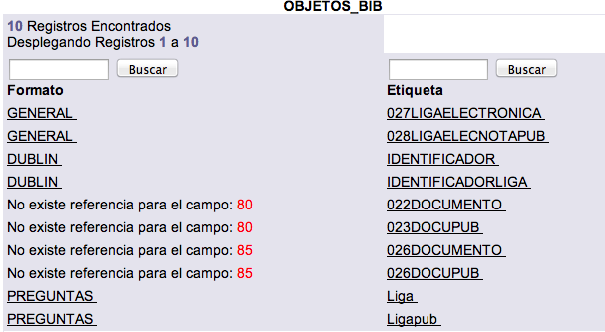 OBJETOS_BIB
10 Registros Encontrados
Desplegando Registros 1 a 10
Buscar Buscar
Formato Etiqueta
GENERAL 027LIGAELECTRONICA
GENERAL 028LIGAELECNOTAPUB
DUBLIN IDENTIFICADOR
DUBLIN IDENTIFICADORLIGA
No existe referencia para el campo: 80 022DOCUMENTO
No existe referencia para el campo: 80 023DOCUPUB
No existe referencia para el campo: 85 026DOCUMENTO
No existe referencia para el campo: 85 026DOCUPUB
PREGUNTAS Liga
PREGUNTAS Ligapub